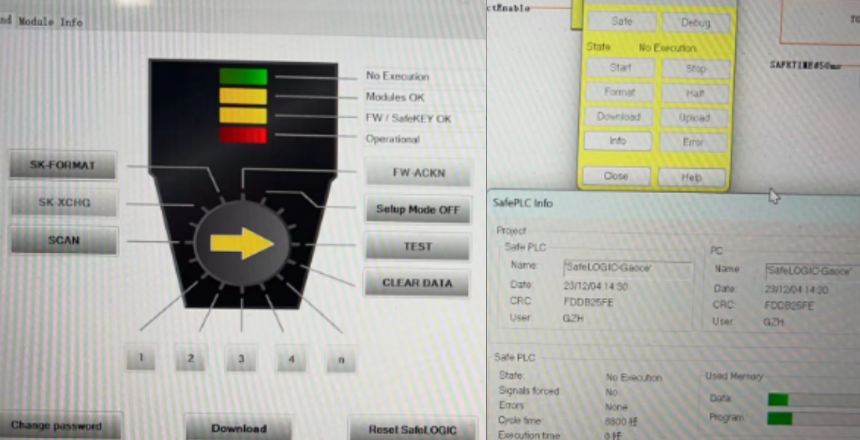 nd Module Info
No Execution
Modules OK
FW / SafeKEY OK
Operational
SK-FORMAT
SK-XCHG
SCAN
FW-ACKN
Setup Mode OFF
TEST
CLEAR DATA
1 2 3 4 n
Change password
Download
Reset SafeLOGIC
ctEnable
Safe Debug
State: No Execution
Start Stop
Format Halt
Download Upload
Info Error
Close Help
SAFETIME#50ms
SafePLC Info
Project
Safe PLC
Name: 'SafeLOGIC-Gaoce'
Date: 23/12/04 14:30
CRC: FDDB25FE
User: GZH
PC
Name: 'SafeLOGIC-Gaoce'
Date: 23/12/04 14:30
CRC: FDDB25FE
User: GZH
Safe PLC
State: No Execution
Signals forced No
Errors: None
Cycle time: 8800
Execution time
Used Memory
Data:
Program: